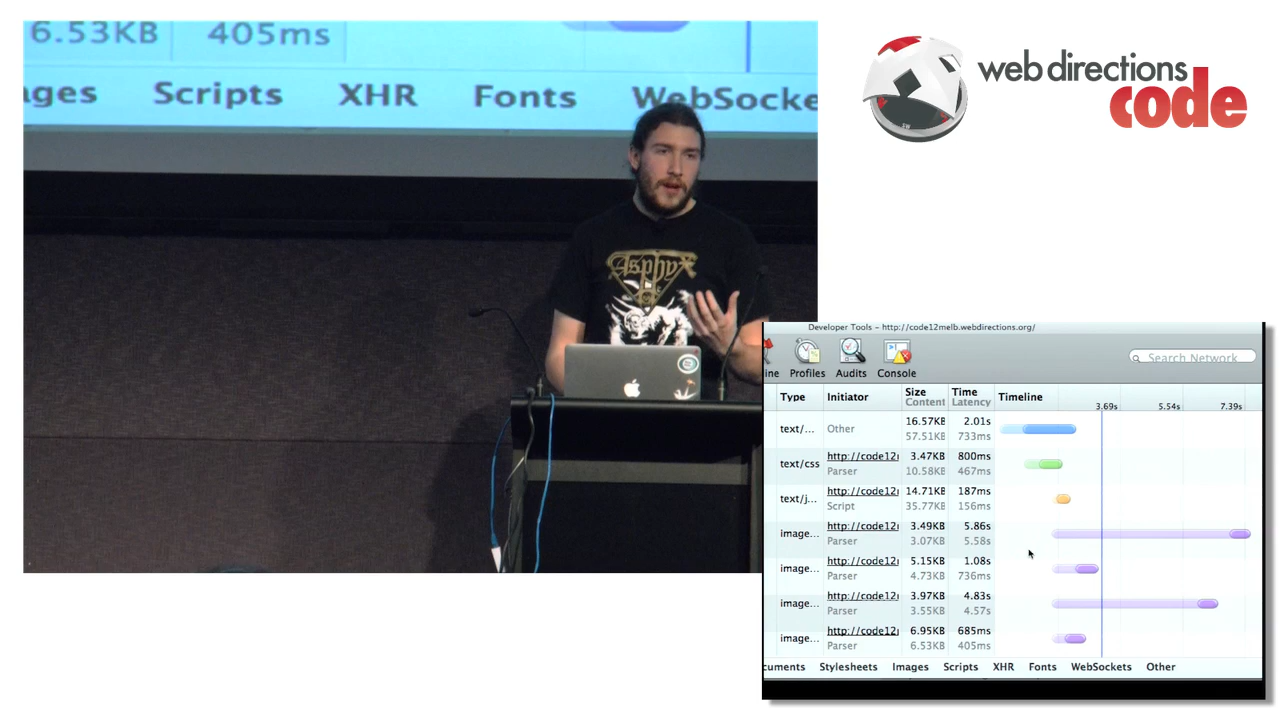 6.53KB 405ms
ages Scripts XHR Fonts WebSocke
Asphyx
web directions
code
Developer Tools - http://code12melb.webdirections.org/
ine Profiles Audits Console Search Network
Type Initiator Size Time Timeline
Content Latency
3.69s 5.54s 7.39s
text/... Other 16.57KB 2.01s
57.51KB 733ms
text/css http://code12 3.47KB 800ms
Parser 10.58KB 467ms
text/j... http://code12 14.71KB 187ms
Script 35.77KB 156ms
image... http://code12 3.49KB 5.86s
Parser 3.07KB 5.58s
image... http://code12 5.15KB 1.08s
Parser 4.73KB 736ms
image... http://code12 3.97KB 4.83s
Parser 3.55KB 4.57s
image... http://code12 6.95KB 685ms
Parser 6.53KB 405ms
cuments Stylesheets Images Scripts XHR Fonts WebSockets Other